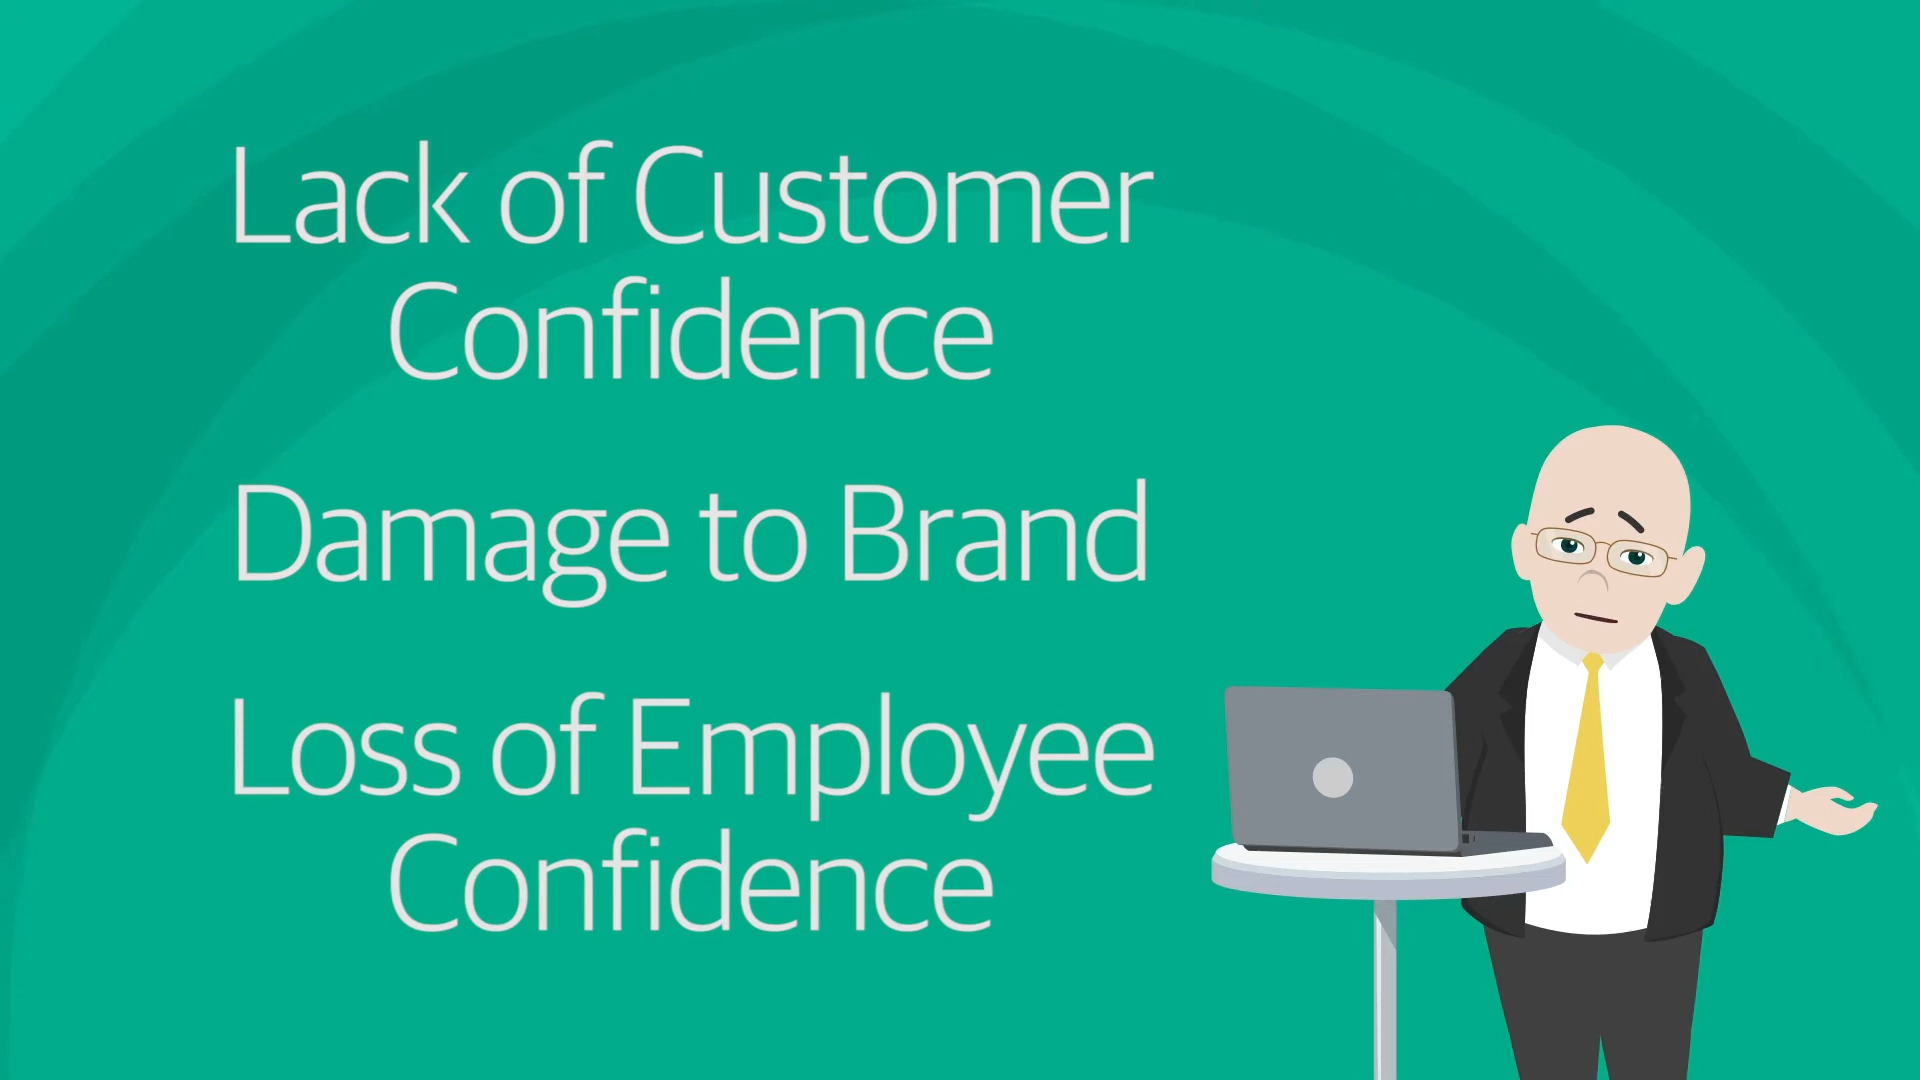 Lack of Customer
Confidence
Damage to Brand
Loss of Employee
Confidence